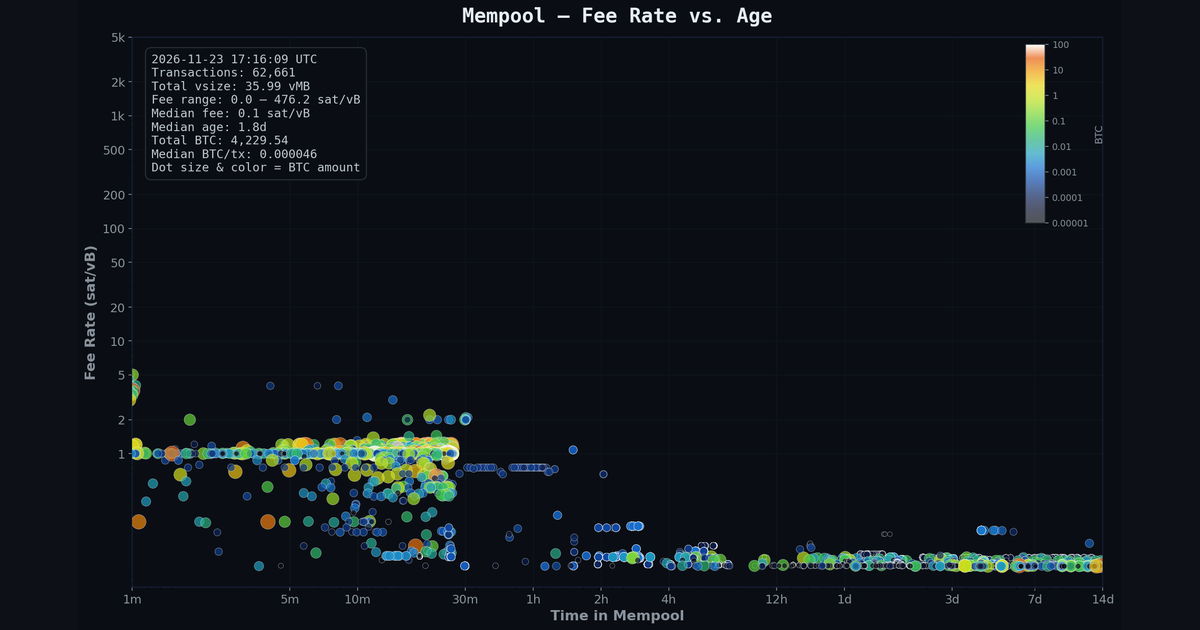 Mempool — Fee Rate vs. Age
2026-11-23 17:16:09 UTC
Transactions: 62,661
Total vsize: 35.99 vMB
Fee range: 0.0 – 476.2 sat/vB
Median fee: 0.1 sat/vB
Median age: 1.8d
Total BTC: 4,229.54
Median BTC/tx: 0.000046
Dot size & color = BTC amount
100
10
1
0.1
0.01
0.001
0.0001
0.00001
BTC
Fee Rate (sat/vB)
5k
2k
1k
500
200
100
50
20
10
5
2
1
1m
5m
10m
30m
1h
2h
4h
12h
1d
3d
7d
14d
Time in Mempool